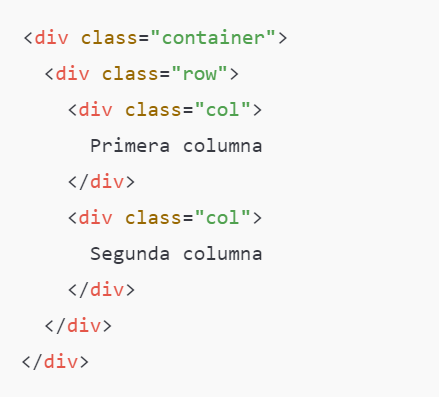 <div class="container">
  <div class="row">
    <div class="col">
      Primera columna
    </div>
    <div class="col">
      Segunda columna
    </div>
  </div>
</div>